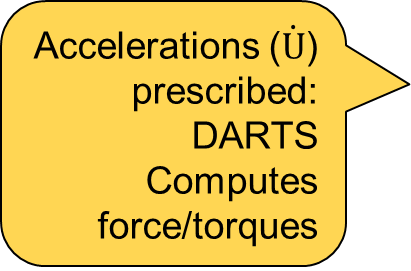 Accelerations (U̇)
prescribed:
DARTS
Computes
force/torques